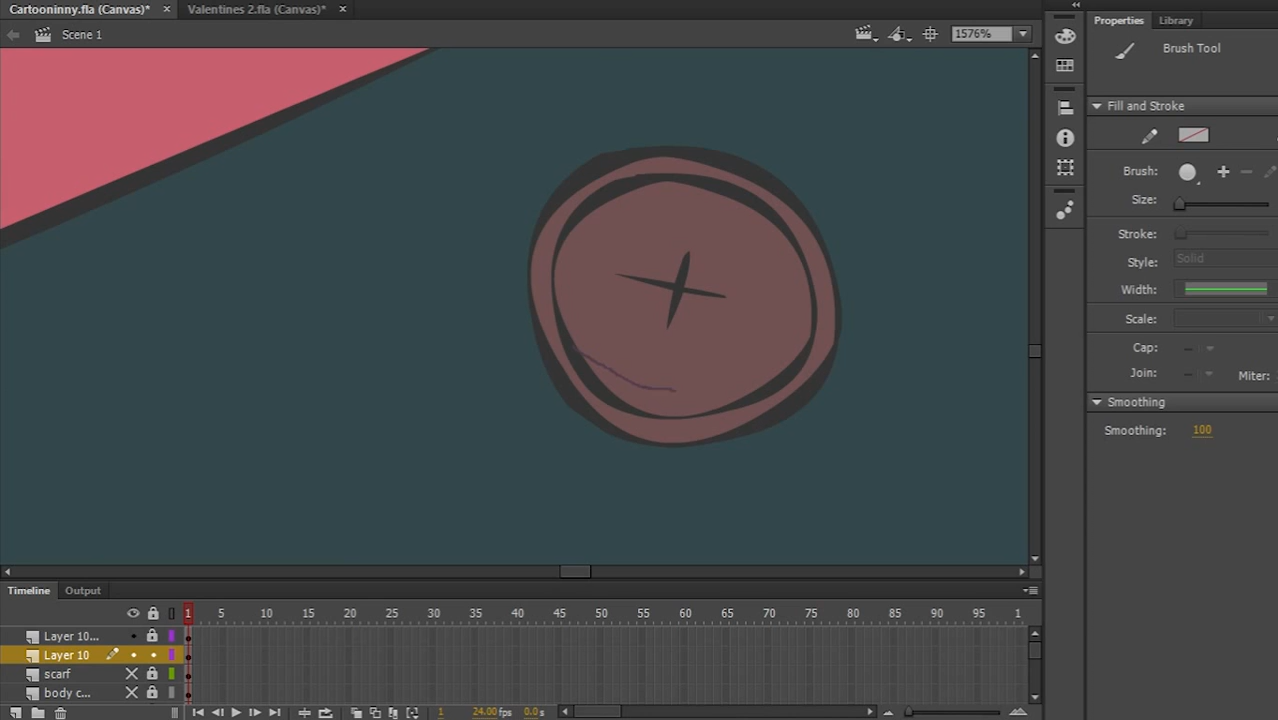 Cartooninny.fla (Canvas)* × Valentines 2.fla (Canvas)* ×
Scene 1
1576%
Properties Library
Brush Tool
Fill and Stroke
Brush:
Size:
Stroke:
Style: Solid
Width:
Scale:
Cap:
Join: Miter:
Smoothing
Smoothing: 100
Timeline Output
1 5 10 15 20 25 30 35 40 45 50 55 60 65 70 75 80 85 90 95 1
Layer 10...
Layer 10
scarf
body c...
1 24.00 fps 0.0 s